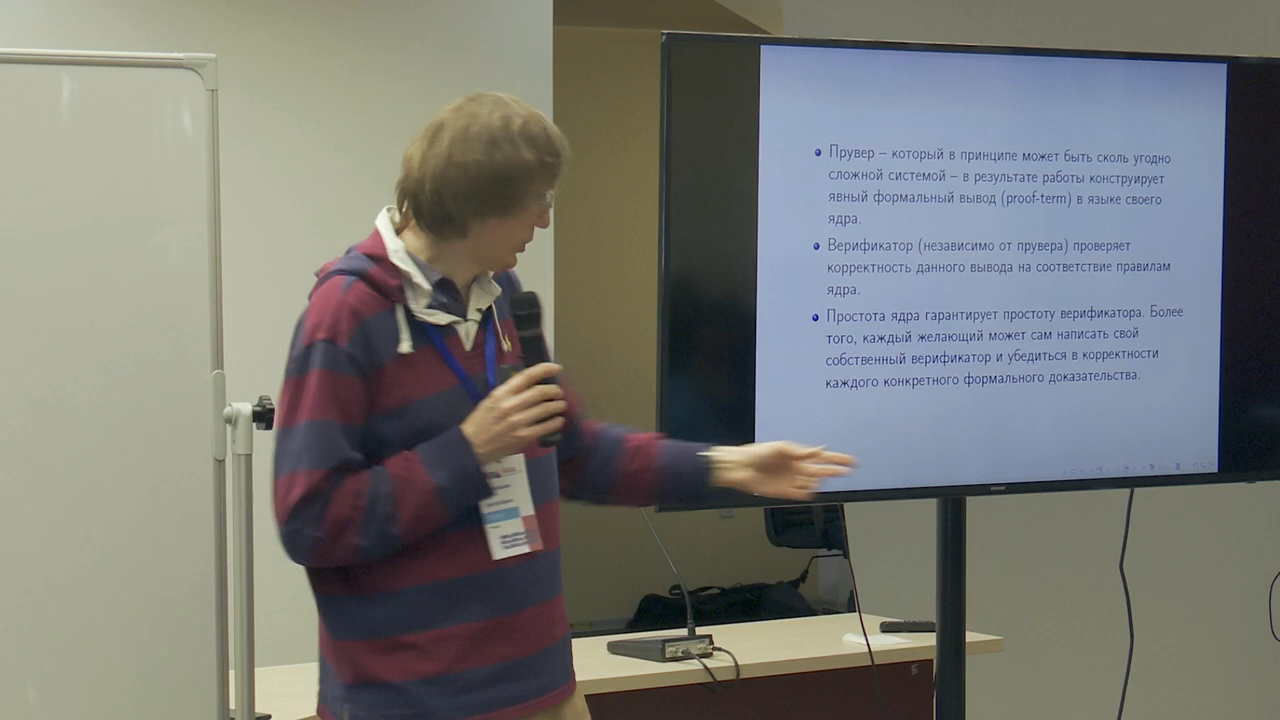 Прувер – который в принципе может быть сколь угодно
сложной системой – в результате работы конструирует
явный формальный вывод (proof-term) в языке своего
ядра.
Верификатор (независимо от прувера) проверяет
корректность данного вывода на соответствие правилам
ядра.
Простота ядра гарантирует простоту верификатора. Более
того, каждый желающий может сам написать свой
собственный верификатор и убедиться в корректности
каждого конкретного формального доказательства.